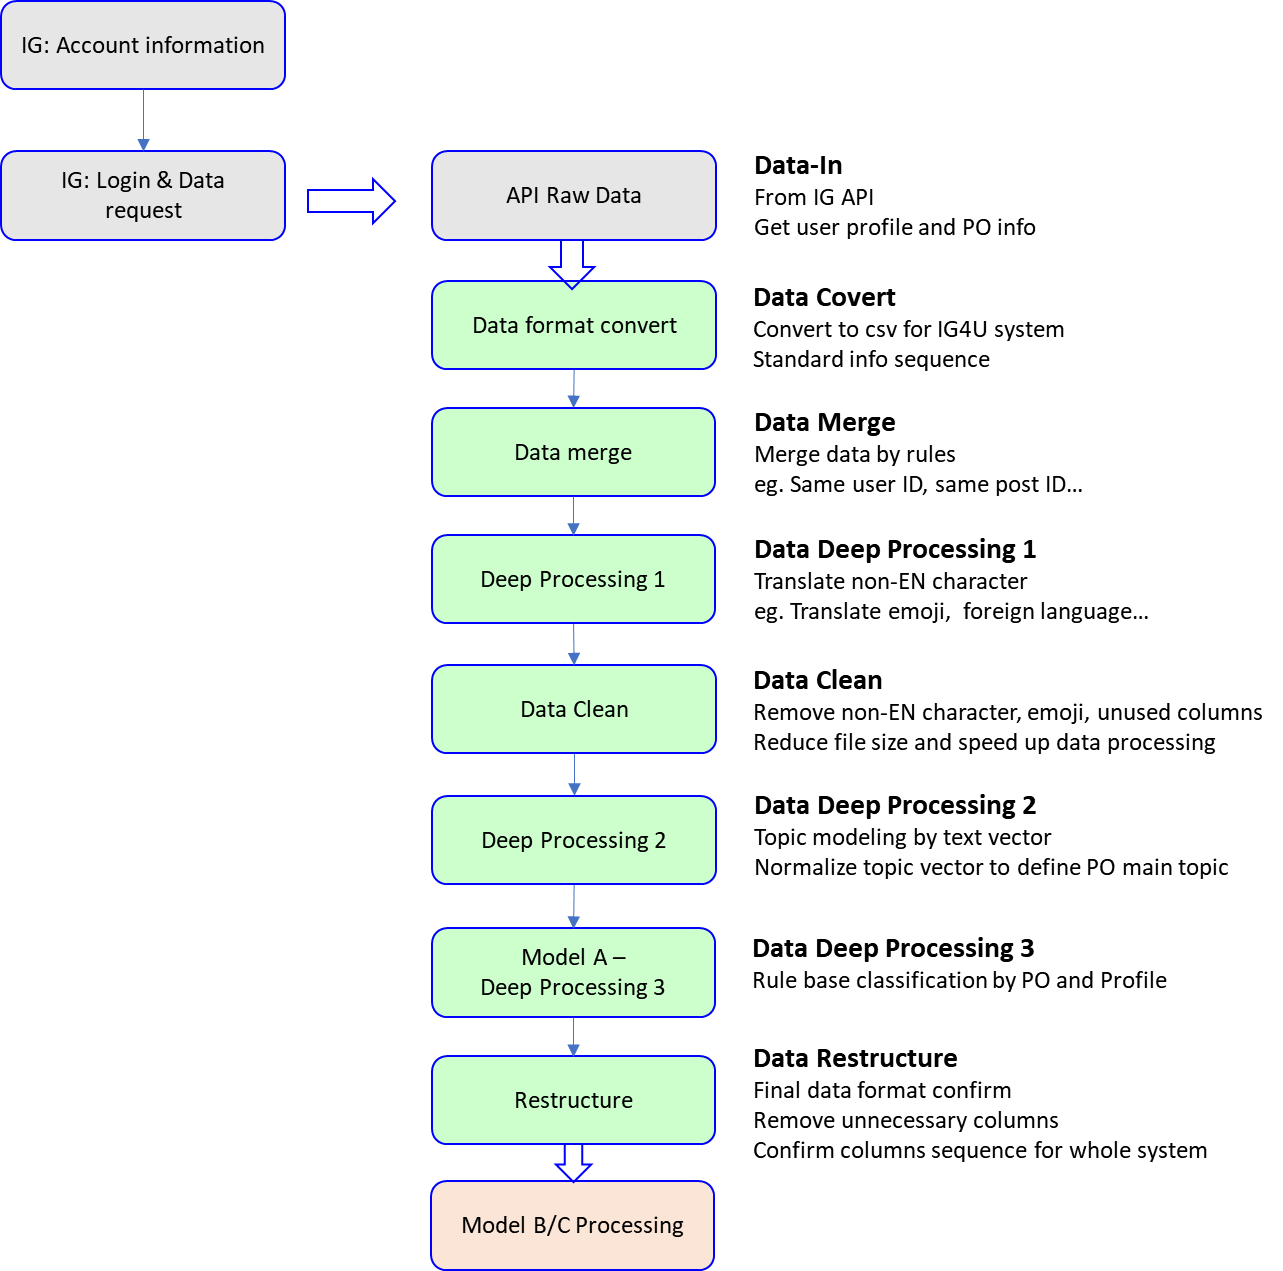 IG: Account information
IG: Login & Data
request
API Raw Data
Data-In
From IG API
Get user profile and PO info
Data format convert
Data Covert
Convert to csv for IG4U system
Standard info sequence
Data merge
Data Merge
Merge data by rules
eg. Same user ID, same post ID…
Deep Processing 1
Data Deep Processing 1
Translate non-EN character
eg. Translate emoji,  foreign language…
Data Clean
Data Clean
Remove non-EN character, emoji, unused columns
Reduce file size and speed up data processing
Deep Processing 2
Data Deep Processing 2
Topic modeling by text vector
Normalize topic vector to define PO main topic
Model A –
Deep Processing 3
Data Deep Processing 3
Rule base classification by PO and Profile
Restructure
Data Restructure
Final data format confirm
Remove unnecessary columns
Confirm columns sequence for whole system
Model B/C Processing